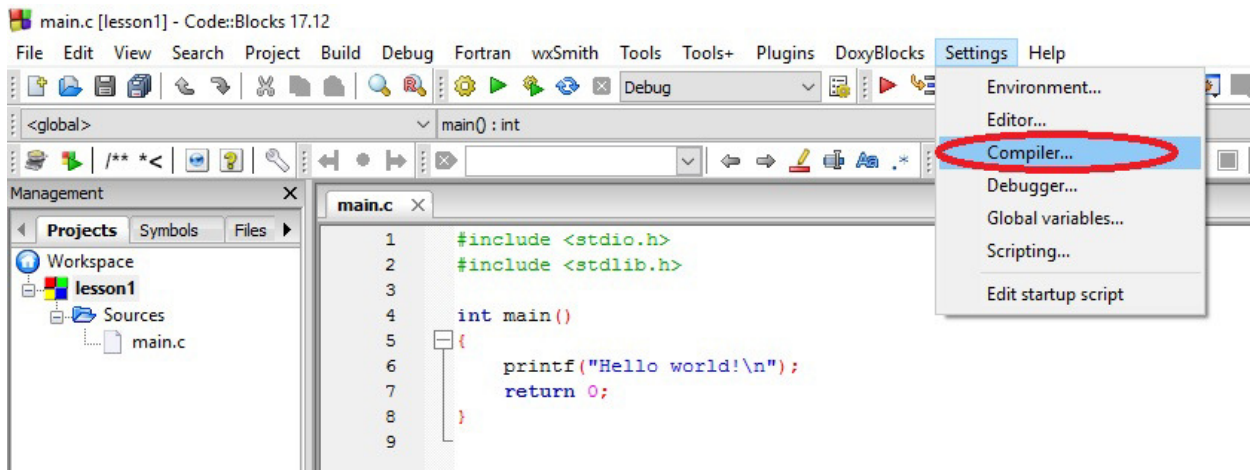 main.c [lesson1] - Code::Blocks 17.12
File Edit View Search Project Build Debug Fortran wxSmith Tools Tools+ Plugins DoxyBlocks Settings Help
Debug
Environment...
<global>
main() : int
Editor...
/** *<
.*
Compiler...
Management
Debugger...
main.c
Projects Symbols Files
Global variables...
1 #include <stdio.h>
Workspace
Scripting...
2 #include <stdlib.h>
lesson1
3
Edit startup script
Sources
4 int main()
main.c
5 {
6 printf("Hello world!\n");
7 return 0;
8 }
9